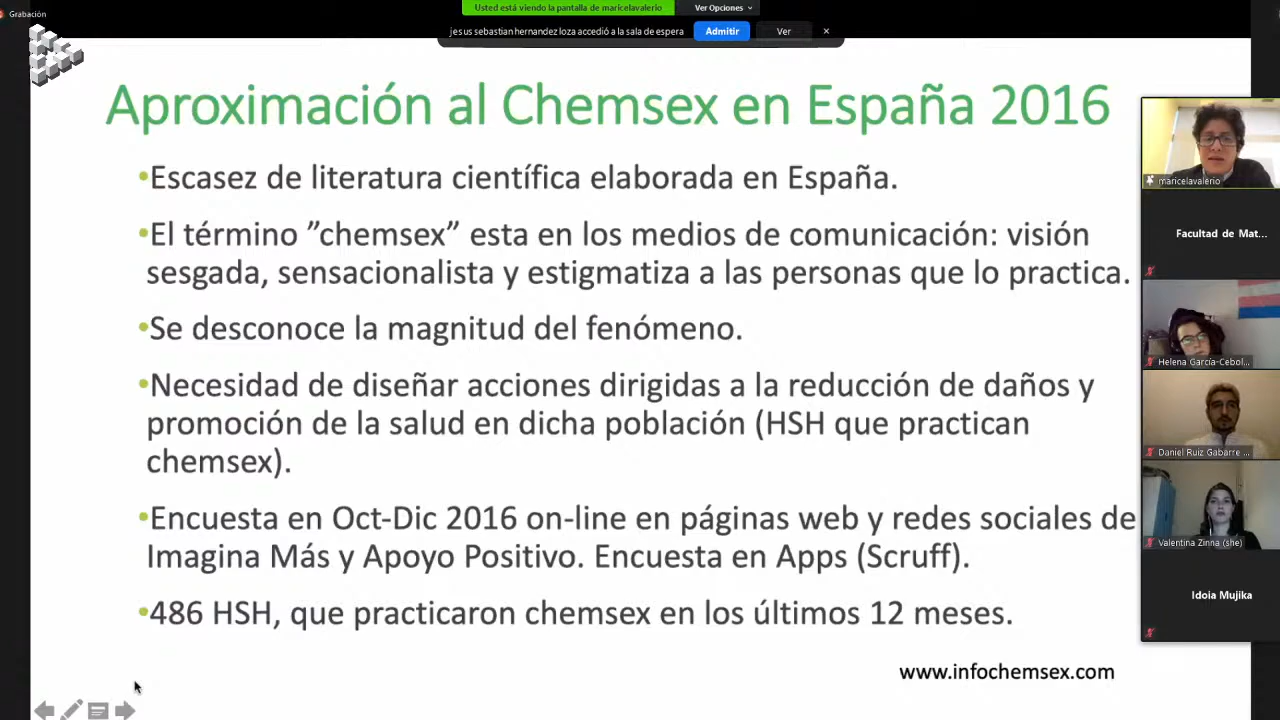 Grabación
Usted está viendo la pantalla de maricelavalerio
Ver Opciones
jesus sebastian hernandez loza accedió a la sala de espera
Admitir
Ver
Aproximación al Chemsex en España 2016
•Escasez de literatura científica elaborada en España.
•El término ”chemsex” esta en los medios de comunicación: visión
sesgada, sensacionalista y estigmatiza a las personas que lo practica.
•Se desconoce la magnitud del fenómeno.
•Necesidad de diseñar acciones dirigidas a la reducción de daños y
promoción de la salud en dicha población (HSH que practican
chemsex).
•Encuesta en Oct-Dic 2016 on-line en páginas web y redes sociales de
Imagina Más y Apoyo Positivo. Encuesta en Apps (Scruff).
•486 HSH, que practicaron chemsex en los últimos 12 meses.
www.infochemsex.com
maricelavalerio
Facultad de Mat...
Helena García-Cebol...
Daniel Ruiz Gabarre ...
Valentina Zinna (she)
Idoia Mujika